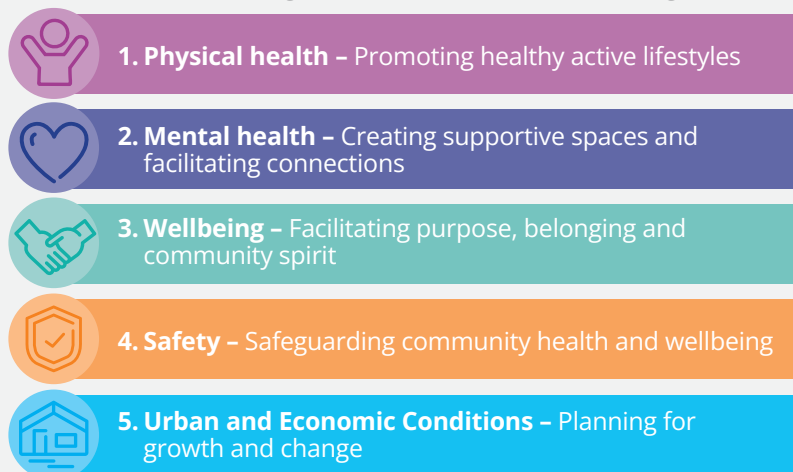 1. Physical health – Promoting healthy active lifestyles
2. Mental health – Creating supportive spaces and
facilitating connections
3. Wellbeing – Facilitating purpose, belonging and
community spirit
4. Safety – Safeguarding community health and wellbeing
5. Urban and Economic Conditions – Planning for
growth and change